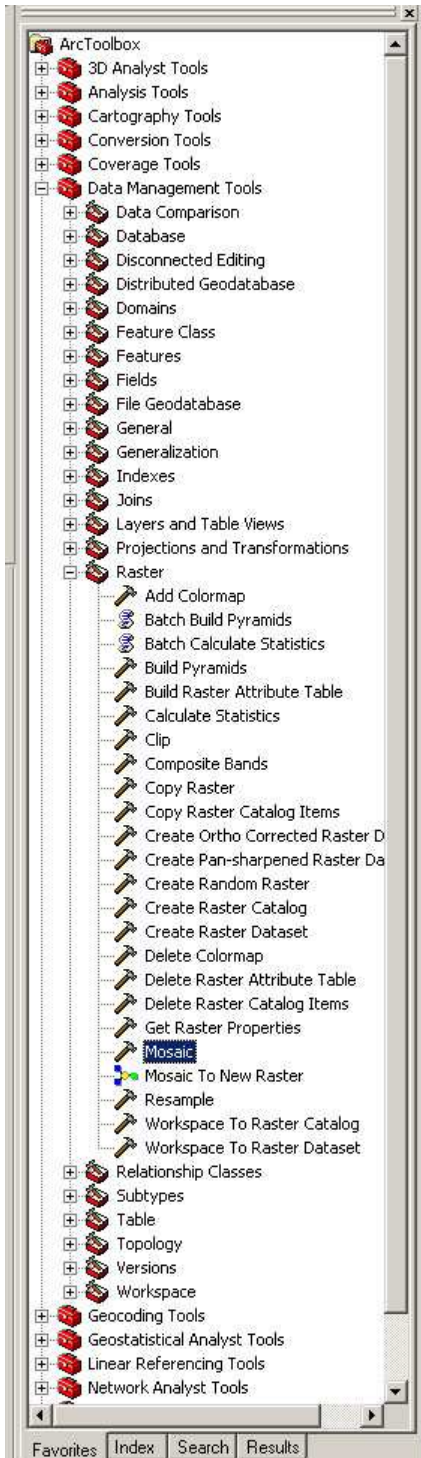 ArcToolbox
3D Analyst Tools
Analysis Tools
Cartography Tools
Conversion Tools
Coverage Tools
Data Management Tools
Data Comparison
Database
Disconnected Editing
Distributed Geodatabase
Domains
Feature Class
Features
Fields
File Geodatabase
General
Generalization
Indexes
Joins
Layers and Table Views
Projections and Transformations
Raster
Add Colormap
Batch Build Pyramids
Batch Calculate Statistics
Build Pyramids
Build Raster Attribute Table
Calculate Statistics
Clip
Composite Bands
Copy Raster
Copy Raster Catalog Items
Create Ortho Corrected Raster D
Create Pan-sharpened Raster Da
Create Random Raster
Create Raster Catalog
Create Raster Dataset
Delete Colormap
Delete Raster Attribute Table
Delete Raster Catalog Items
Get Raster Properties
Mosaic
Mosaic To New Raster
Resample
Workspace To Raster Catalog
Workspace To Raster Dataset
Relationship Classes
Subtypes
Table
Topology
Versions
Workspace
Geocoding Tools
Geostatistical Analyst Tools
Linear Referencing Tools
Network Analyst Tools
Favorites Index Search Results